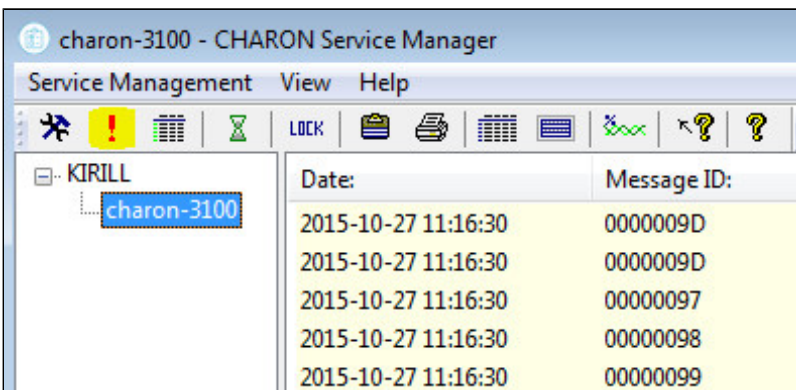 charon-3100 - CHARON Service Manager
Service Management View Help
LOCK
KIRILL
charon-3100
Date: Message ID:
2015-10-27 11:16:30 0000009D
2015-10-27 11:16:30 0000009D
2015-10-27 11:16:30 00000097
2015-10-27 11:16:30 00000098
2015-10-27 11:16:30 00000099